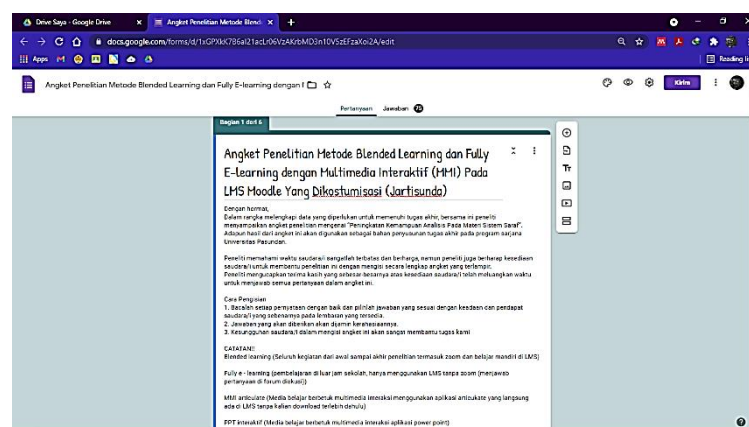 Drive Saya - Google Drive
Angket Penelitian Metode Blend
docs.google.com/forms/d/
/edit
Apps
Reading li
Angket Penelitian Metode Blended Learning dan Fully E-learning dengan
Kirim
Pertanyaan Jawaban 75
Bagian 1 dari 6
Angket Penelitian Metode Blended Learning dan Fully
E-learning dengan Multimedia Interaktif (MMI) Pada
LMS Moodle Yang Dikostumisasi (Jartisunda)
Dengan hormat,
Dalam rangka melengkapi data yang diperlukan untuk memenuhi tugas akhir, bersama ini peneliti
menyampaikan angket penelitian mengenai "Peningkatan Kemampuan Analisis Pada Materi Sistem Saraf".
Adapun hasil dari angket ini akan digunakan sebagai bahan penyusunan tugas akhir pada program sarjana
Universitas Pasundan.
Peneliti memahami waktu saudara/i sangatlah terbatas dan berharga, namun peneliti juga berharap kesediaan
saudara/i untuk membantu penelitian ini dengan mengisi secara lengkap angket yang terlampir.
Peneliti mengucapkan terima kasih yang sebesar-besarnya atas kesediaan saudara/i telah meluangkan waktu
untuk menjawab semua pertanyaan dalam angket ini.
Cara Pengisian
1. Bacalah setiap pernyataan dengan baik dan pilihlah jawaban yang sesuai dengan keadaan dan pendapat
saudara/i yang sebenarnya pada lembaran yang tersedia.
2. Jawaban yang akan diberikan akan dijamin kerahasiaannya.
3. Kesungguhan saudara/i dalam mengisi angket ini akan sangat membantu tugas kami
CATATAN!!
Blended learning (Seluruh kegiatan dari awal sampai akhir penelitian termasuk zoom dan belajar mandiri di LMS)
Fully e - learning (pembelajaran di luar jam sekolah, hanya menggunakan LMS tanpa zoom (menjawab
pertanyaan di forum diskusi))
MMI articulate (Media belajar berbetuk multimedia interaksi menggunakan aplikasi articukate yang langsung
ada di LMS tanpa kalian download terlebih dahulu)
PPT interaktif (Media belajar berbetuk multimedia interaksi aplikasi power point)